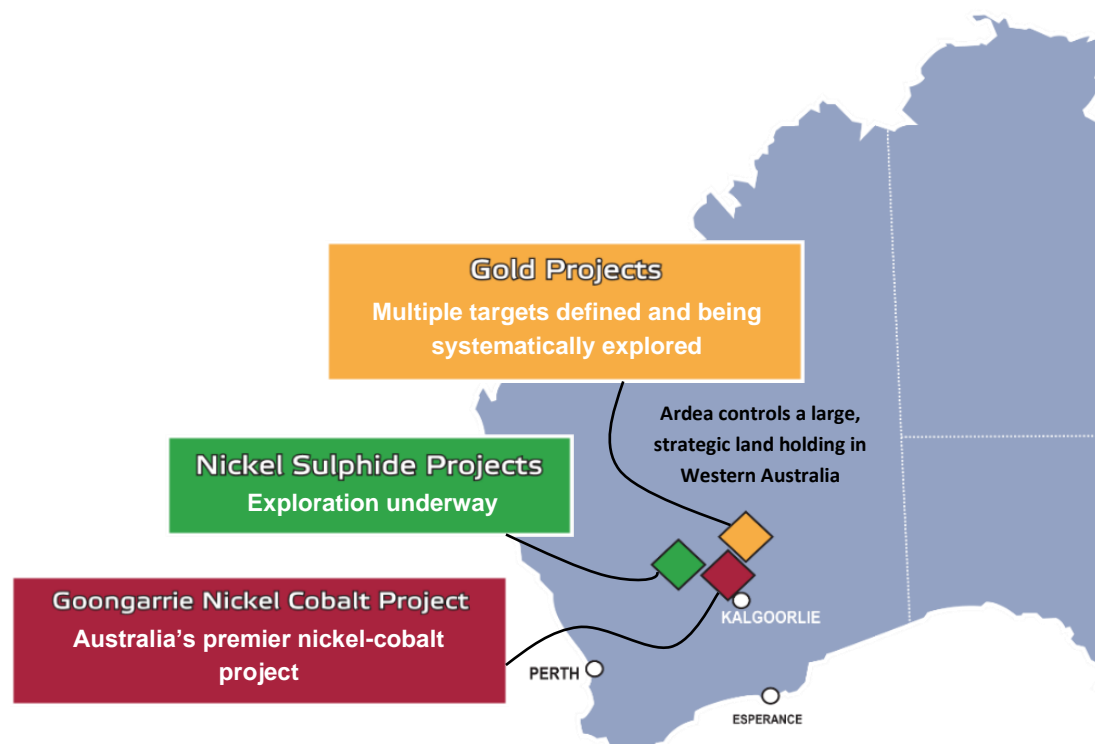 Gold Projects
Multiple targets defined and being
systematically explored
Ardea controls a large,
strategic land holding in
Western Australia
Nickel Sulphide Projects
Exploration underway
Goongarrie Nickel Cobalt Project
Australia’s premier nickel-cobalt
project
KALGOORLIE
PERTH
ESPERANCE